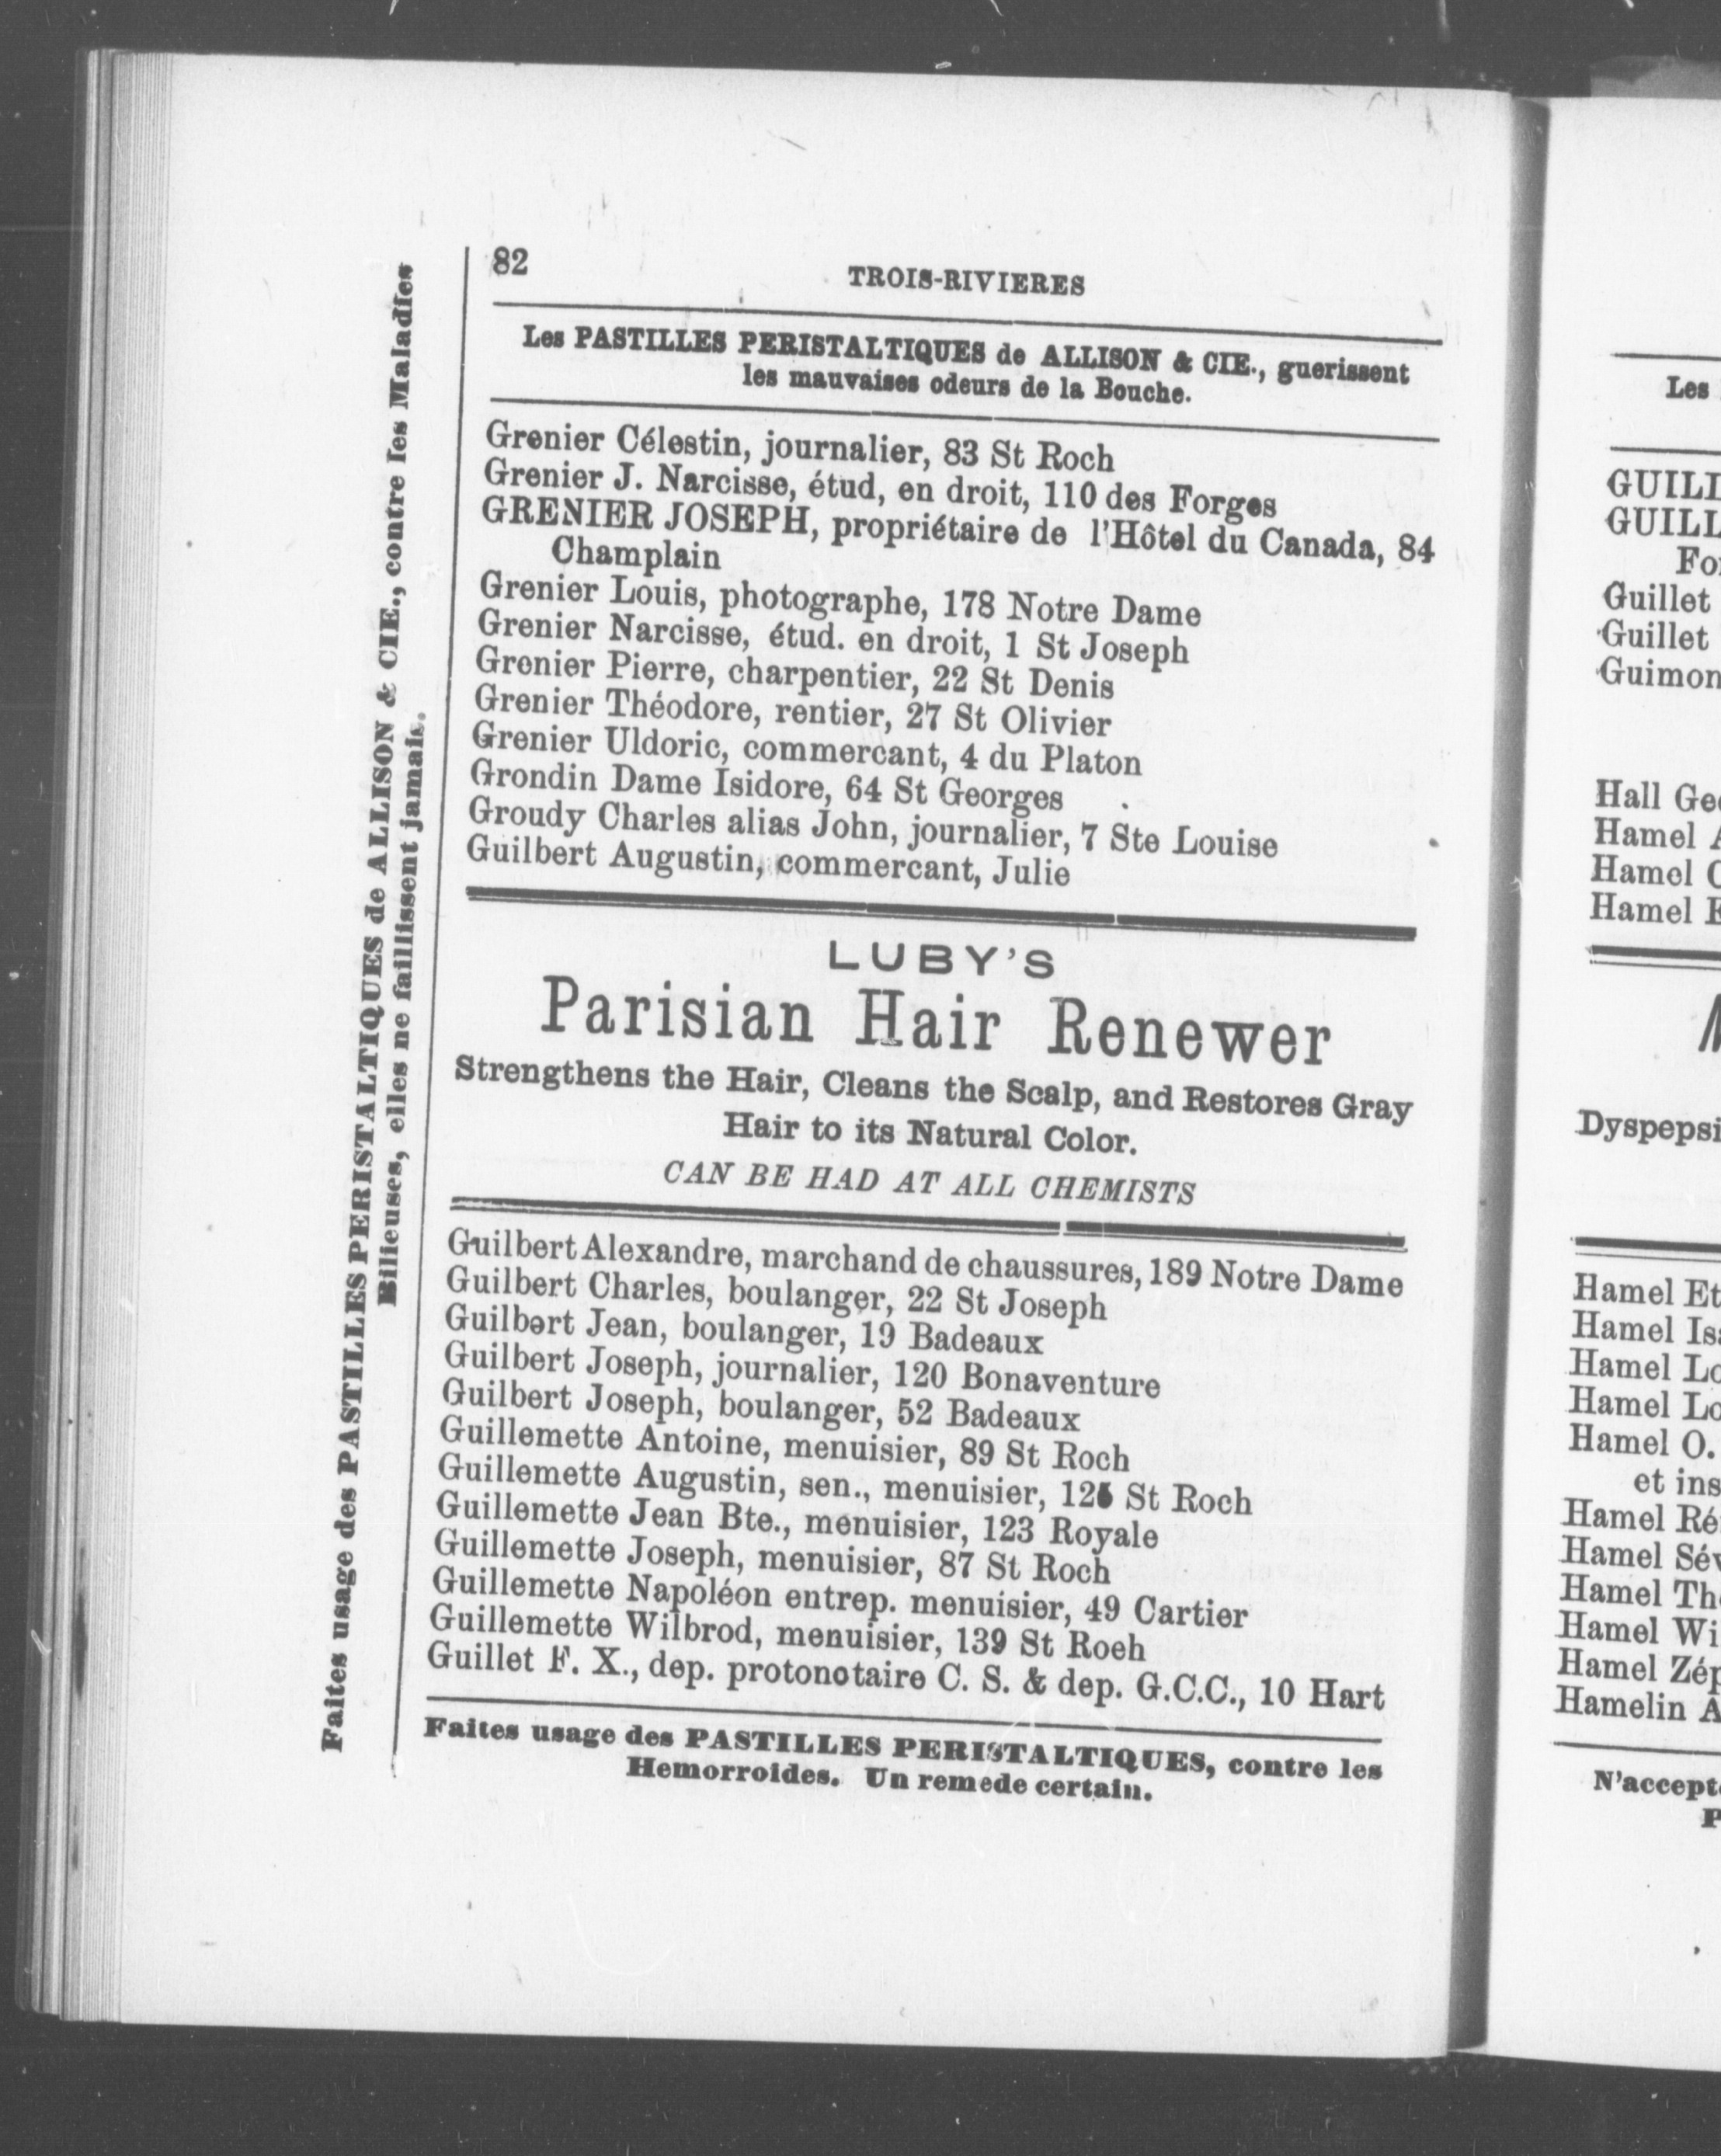 82
TROIS-RIVIERES
Les PASTILLES PERISTALTIQUES de ALLISON & CIE., guerissent
les mauvaises odeurs de la Bouche.
Grenier Célestin, journalier, 83 St Roch
Grenier J. Narcisse, étud, en droit, 110 des Forges
GRENIER JOSEPH, propriétaire de l'Hôtel du Canada, 84
Champlain
Grenier Louis, photographe, 178 Notre Dame
Grenier Narcisse, étud. en droit, 1 St Joseph
Grenier Pierre, charpentier, 22 St Denis
Grenier Théodore, rentier, 27 St Olivier
Grenier Uldoric, commercant, 4 du Platon
Grondin Dame Isidore, 64 St Georges
Groudy Charles alias John, journalier, 7 Ste Louise
Guilbert Augustin, commercant, Julie
LUBY'S
Parisian Hair Renewer
Strengthens the Hair, Cleans the Scalp, and Restores Gray
Hair to its Natural Color.
CAN BE HAD AT ALL CHEMISTS
Guilbert Alexandre, marchand de chaussures, 189 Notre Dame
Guilbert Charles, boulanger, 22 St Joseph
Guilbert Jean, boulanger, 19 Badeaux
Guilbert Joseph, journalier, 120 Bonaventure
Guilbert Joseph, boulanger, 52 Badeaux
Guillemette Antoine, menuisier, 89 St Roch
Guillemette Augustin, sen., menuisier, St Roch
Guillemette Jean Bte., menuisier, 123 Royale
Guillemette Joseph, menuisier, 87 St Roch
Guillemette Napoléon entrep. menuisier, 49 Cartier
Guillemette Wilbrod, menuisier, 139 St Roeh
Guillet F. X., dep. protonotaire C. S. & dep. G.C.C., 10 Hart
Faites usage des PASTILLES PERISTALTIQUES, contre les
Hemorroides. Un remede certain.
Faites usage des PASTILLES PERISTALTIQUES de ALLISON & CIE., contre les Maladies
Bilieuses, elles ne faillissent jamais.
Les
GUILL
GUILL
For
Guillet
Guillet
Guimon
Hall Geo
Hamel A
Hamel C
Hamel E
Dyspepsi
Hamel Et
Hamel Isa
Hamel Lo
Hamel Lo
Hamel O.
et ins
Hamel Ré
Hamel Sév
Hamel Th
Hamel Wi
Hamel Zép
Hamelin A
N'accepte
P